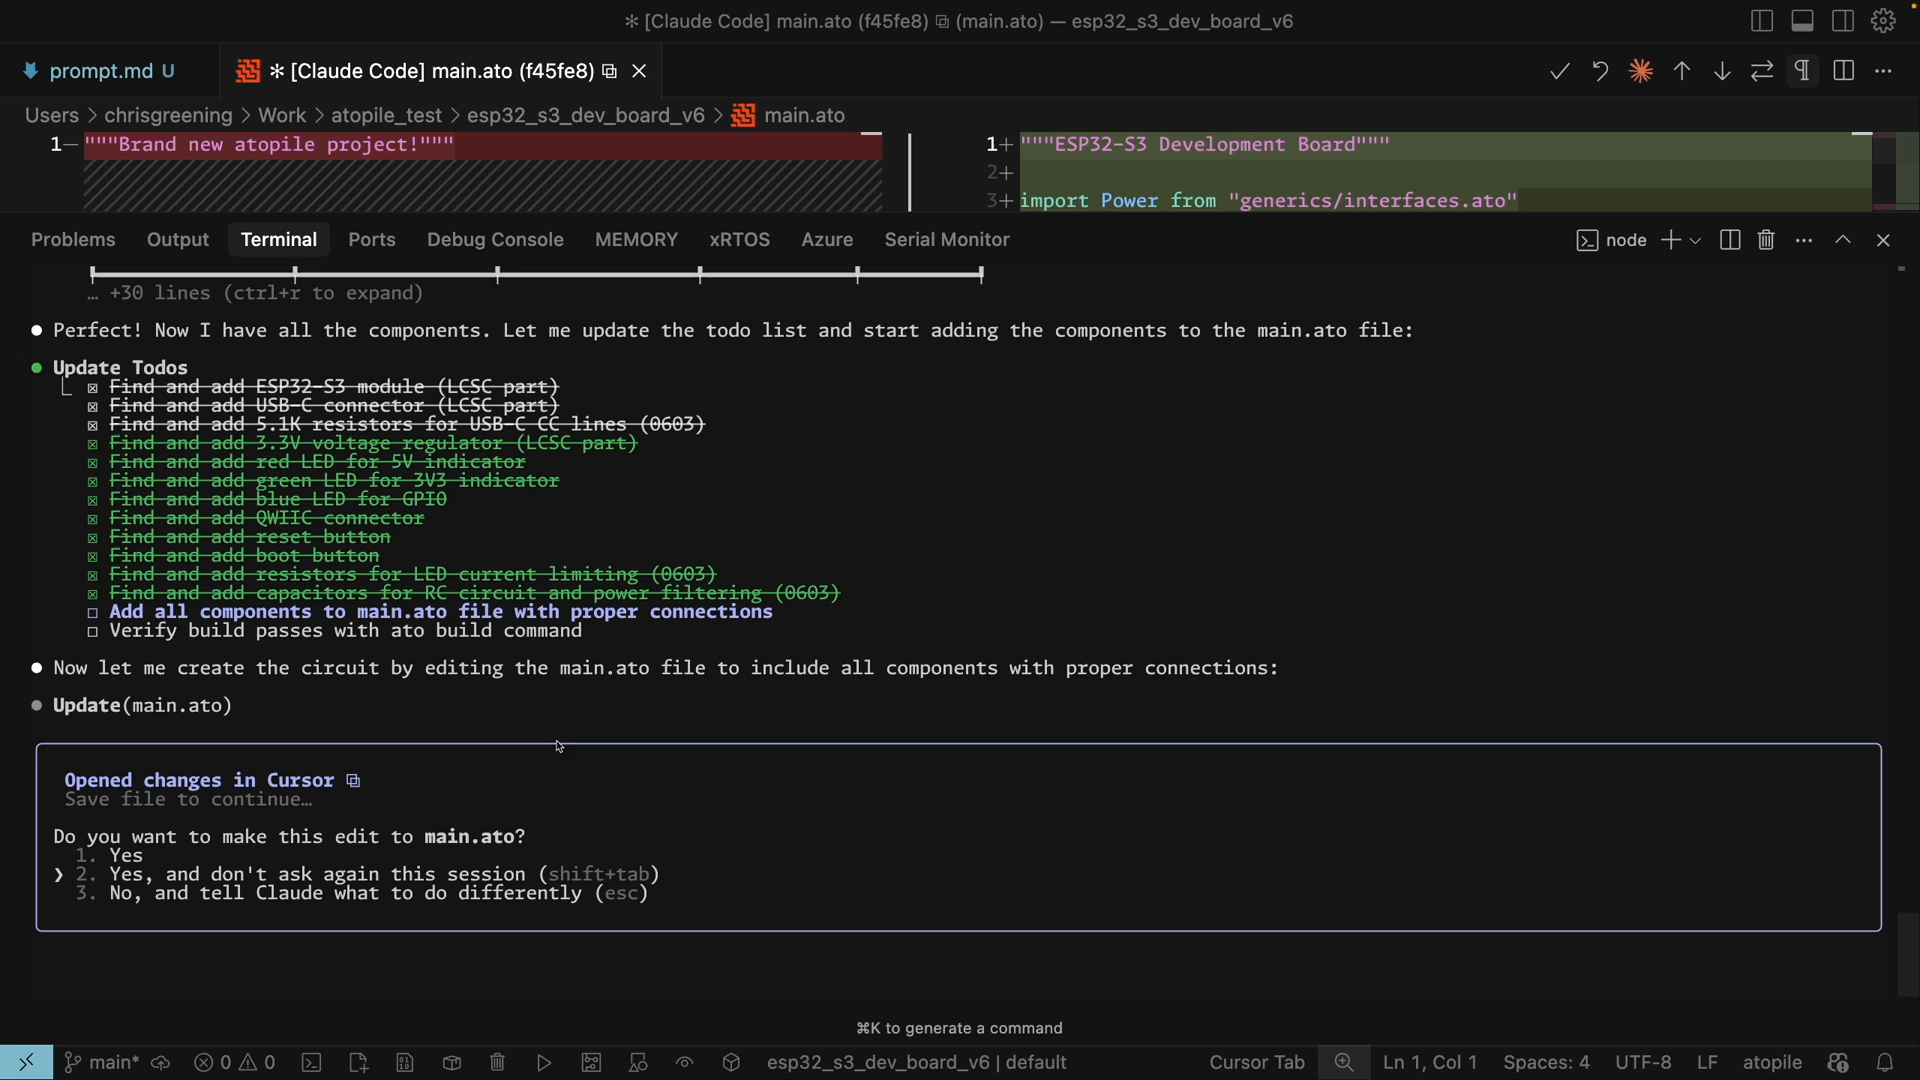 ✻ [Claude Code] main.ato (f45fe8) ⧉ (main.ato) — esp32_s3_dev_board_v6
prompt.md U
✻ [Claude Code] main.ato (f45fe8) ⧉
Users > chrisgreening > Work > atopile_test > esp32_s3_dev_board_v6 > main.ato
1— """Brand new atopile project!"""
1+ """ESP32-S3 Development Board"""
2+
3+ import Power from "generics/interfaces.ato"
Problems Output Terminal Ports Debug Console MEMORY xRTOS Azure Serial Monitor
node
… +30 lines (ctrl+r to expand)
● Perfect! Now I have all the components. Let me update the todo list and start adding the components to the main.ato file:
● Update Todos
☒ Find and add ESP32-S3 module (LCSC part)
☒ Find and add USB-C connector (LCSC part)
☒ Find and add 5.1K resistors for USB-C CC lines (0603)
☒ Find and add 3.3V voltage regulator (LCSC part)
☒ Find and add red LED for 5V indicator
☒ Find and add green LED for 3V3 indicator
☒ Find and add blue LED for GPIO
☒ Find and add QWIIC connector
☒ Find and add reset button
☒ Find and add boot button
☒ Find and add resistors for LED current limiting (0603)
☒ Find and add capacitors for RC circuit and power filtering (0603)
☐ Add all components to main.ato file with proper connections
☐ Verify build passes with ato build command
● Now let me create the circuit by editing the main.ato file to include all components with proper connections:
● Update(main.ato)
Opened changes in Cursor ⧉
Save file to continue…
Do you want to make this edit to main.ato?
1. Yes
❯ 2. Yes, and don't ask again this session (shift+tab)
3. No, and tell Claude what to do differently (esc)
⌘K to generate a command
main* 0 0 esp32_s3_dev_board_v6 | default Cursor Tab Ln 1, Col 1 Spaces: 4 UTF-8 LF atopile